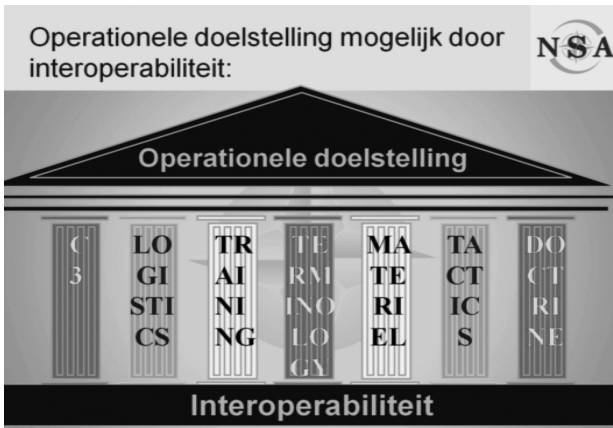 Operationele doelstelling mogelijk door
interoperabiliteit:
NSA
Operationele doelstelling
C
3
LO
GI
STI
CS
TR
AI
NI
NG
TE
RM
INO
LO
GY
MA
TE
RI
EL
TA
CT
IC
S
DO
CT
RI
NE
Interoperabiliteit